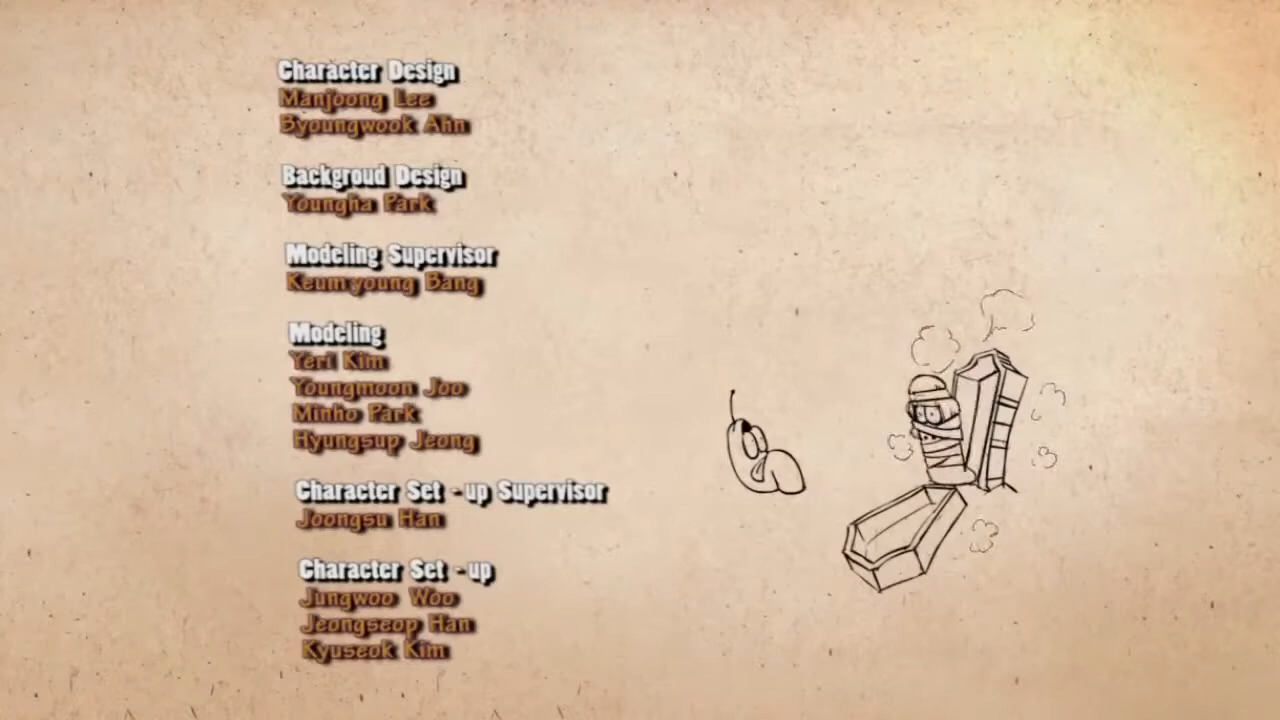 Character Design
Manjoong Lee
Byoungwook Ahn
Backgroud Design
Youngha Park
Modeling Supervisor
Keumyoung Bang
Modeling
Yeri Kim
Youngmoon Joo
Minho Park
Hyungsup Jeong
Character Set -up Supervisor
Joongsu Han
Character Set -up
Jungwoo Woo
Jeongseop Han
Kyuseok Kim